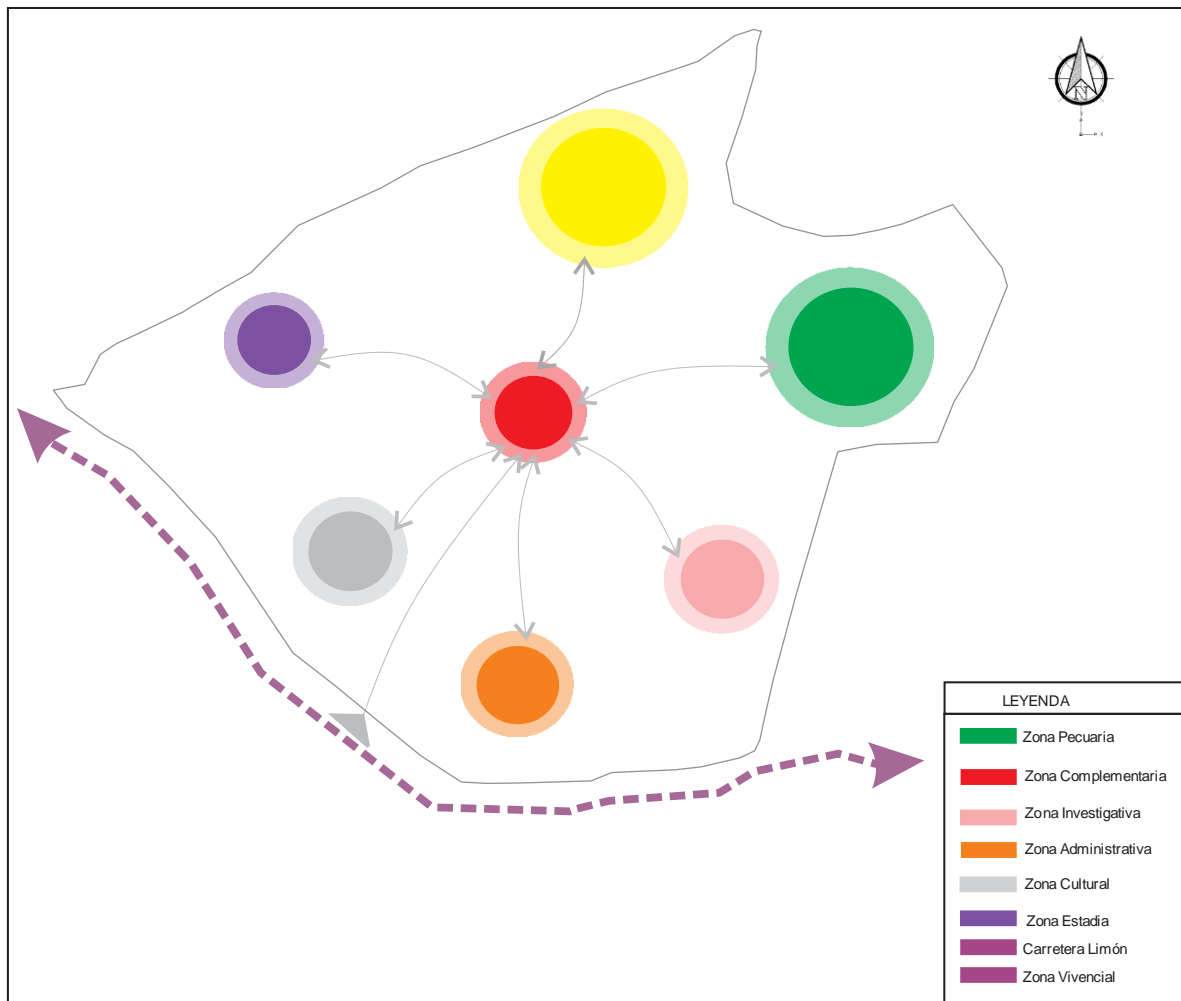 N
x
LEYENDA
Zona Pecuaria
Zona Complementaria
Zona Investigativa
Zona Administrativa
Zona Cultural
Zona Estadia
Carretera Limón
Zona Vivencial